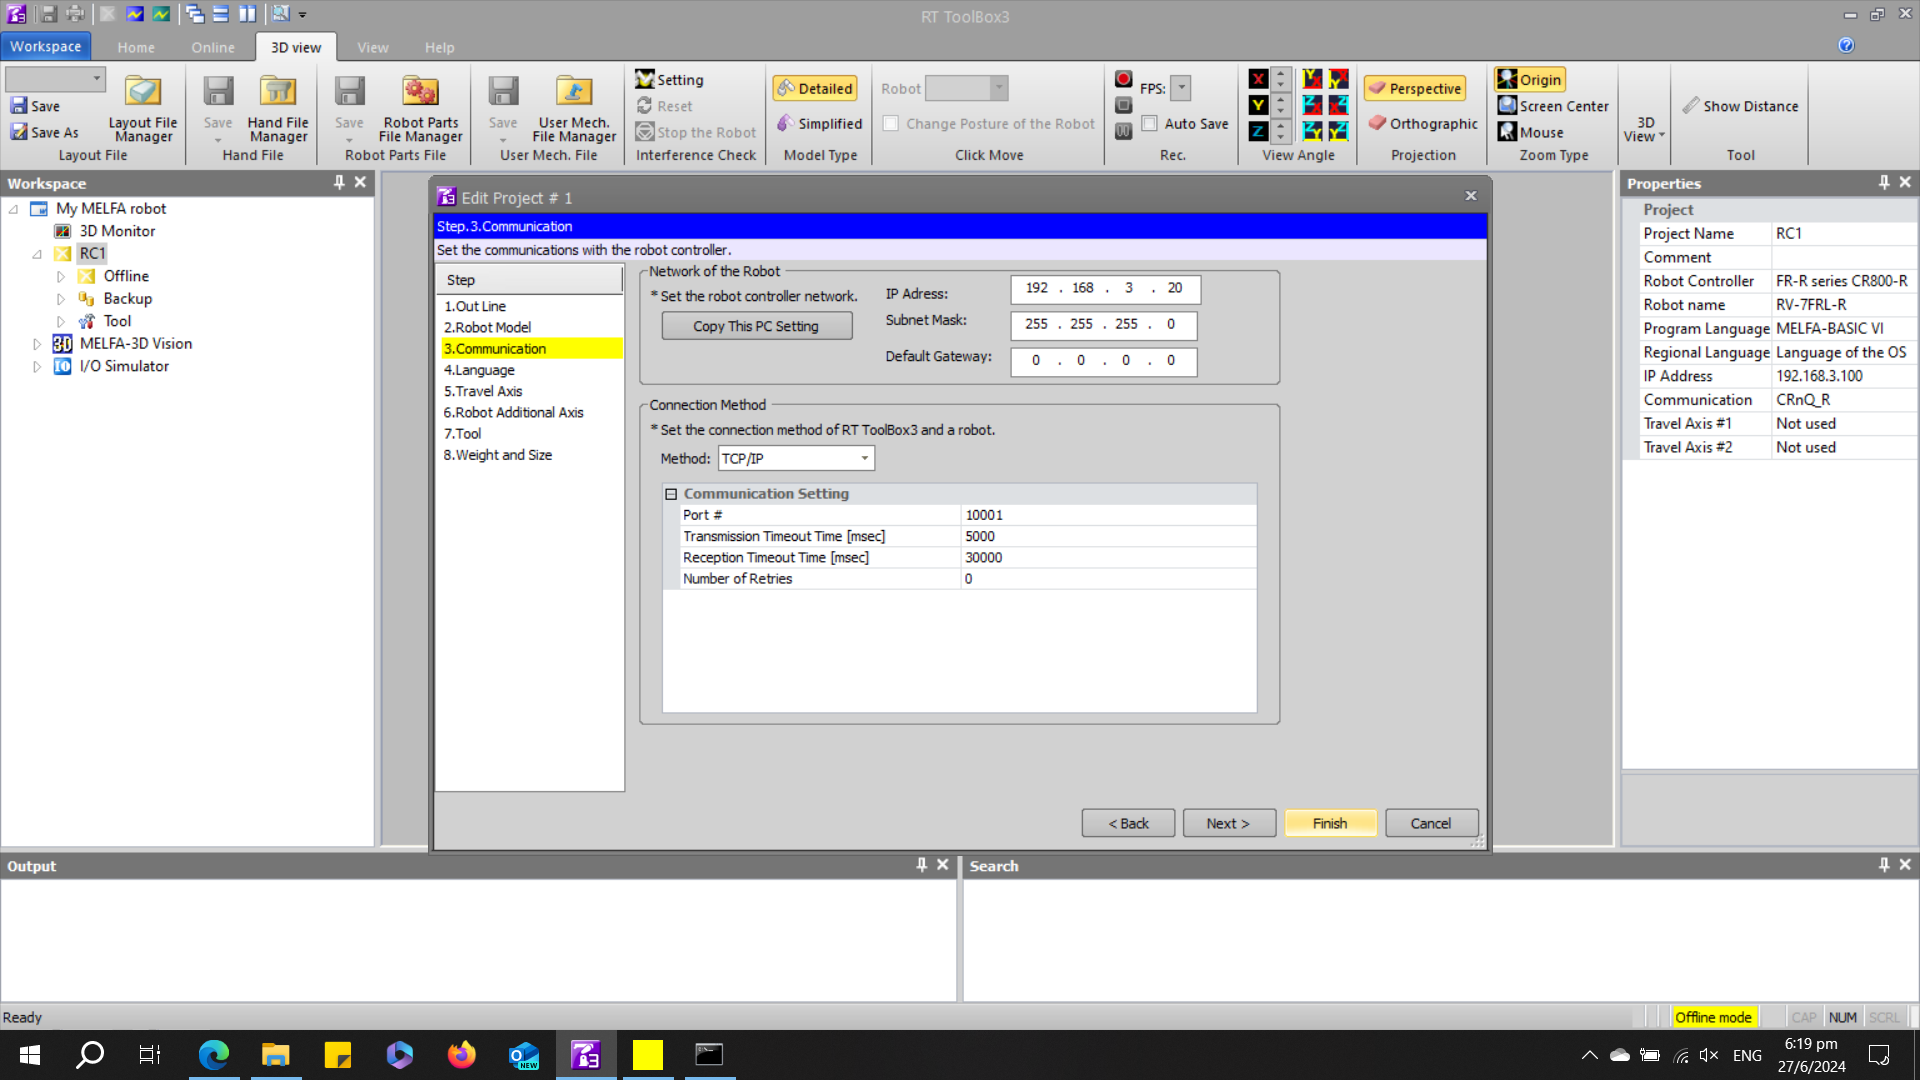 RT ToolBox3
Workspace
Home
Online
3D view
View
Help
Save
Save As
Layout File
Manager
Layout File
Save
Hand File
Manager
Hand File
Save
Robot Parts
File Manager
Robot Parts File
Save
User Mech.
File Manager
User Mech. File
Setting
Reset
Stop the Robot
Interference Check
Detailed
Simplified
Model Type
Robot
Change Posture of the Robot
Click Move
FPS:
Auto Save
Rec.
X
Y
Z
View Angle
Perspective
Orthographic
Projection
Origin
Screen Center
Mouse
Zoom Type
3D
View
Show Distance
Tool
Workspace
My MELFA robot
3D Monitor
RC1
Offline
Backup
Tool
MELFA-3D Vision
I/O Simulator
Edit Project # 1
Step.3.Communication
Set the communications with the robot controller.
Step
1.Out Line
2.Robot Model
3.Communication
4.Language
5.Travel Axis
6.Robot Additional Axis
7.Tool
8.Weight and Size
Network of the Robot
* Set the robot controller network.
Copy This PC Setting
IP Adress: 192 . 168 . 3 . 20
Subnet Mask: 255 . 255 . 255 . 0
Default Gateway: 0 . 0 . 0 . 0
Connection Method
* Set the connection method of RT ToolBox3 and a robot.
Method: TCP/IP
Communication Setting
Port # 10001
Transmission Timeout Time [msec] 5000
Reception Timeout Time [msec] 30000
Number of Retries 0
< Back
Next >
Finish
Cancel
Properties
Project
Project Name RC1
Comment
Robot Controller FR-R series CR800-R
Robot name RV-7FRL-R
Program Language MELFA-BASIC VI
Regional Language Language of the OS
IP Address 192.168.3.100
Communication CRnQ_R
Travel Axis #1 Not used
Travel Axis #2 Not used
Output
Search
Ready
Offline mode
CAP
NUM
SCRL
NEW
ENG
6:19 pm
27/6/2024